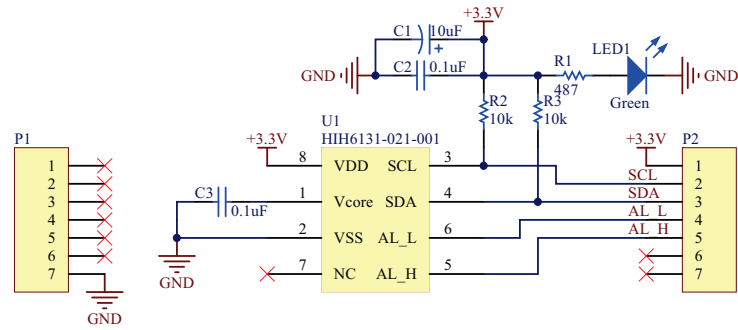 +3.3V
C1 10uF
+
LED1
GND C2 0.1uF R1 GND
487 Green
R2 R3
10k 10k
U1
HIH6131-021-001
P1 +3.3V +3.3V P2
1 8 VDD SCL 3 1
2 SCL 2
3 C3 0.1uF 1 Vcore SDA 4 SDA 3
4 AL_L 4
5 2 VSS AL_L 6 AL_H 5
6 GND 7 NC AL_H 5 6
7 7
GND